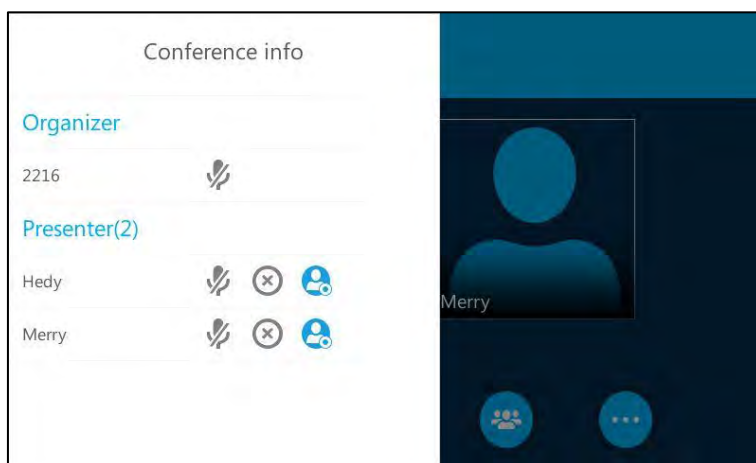 Conference info
Organizer
2216
Presenter(2)
Hedy
Merry
Merry